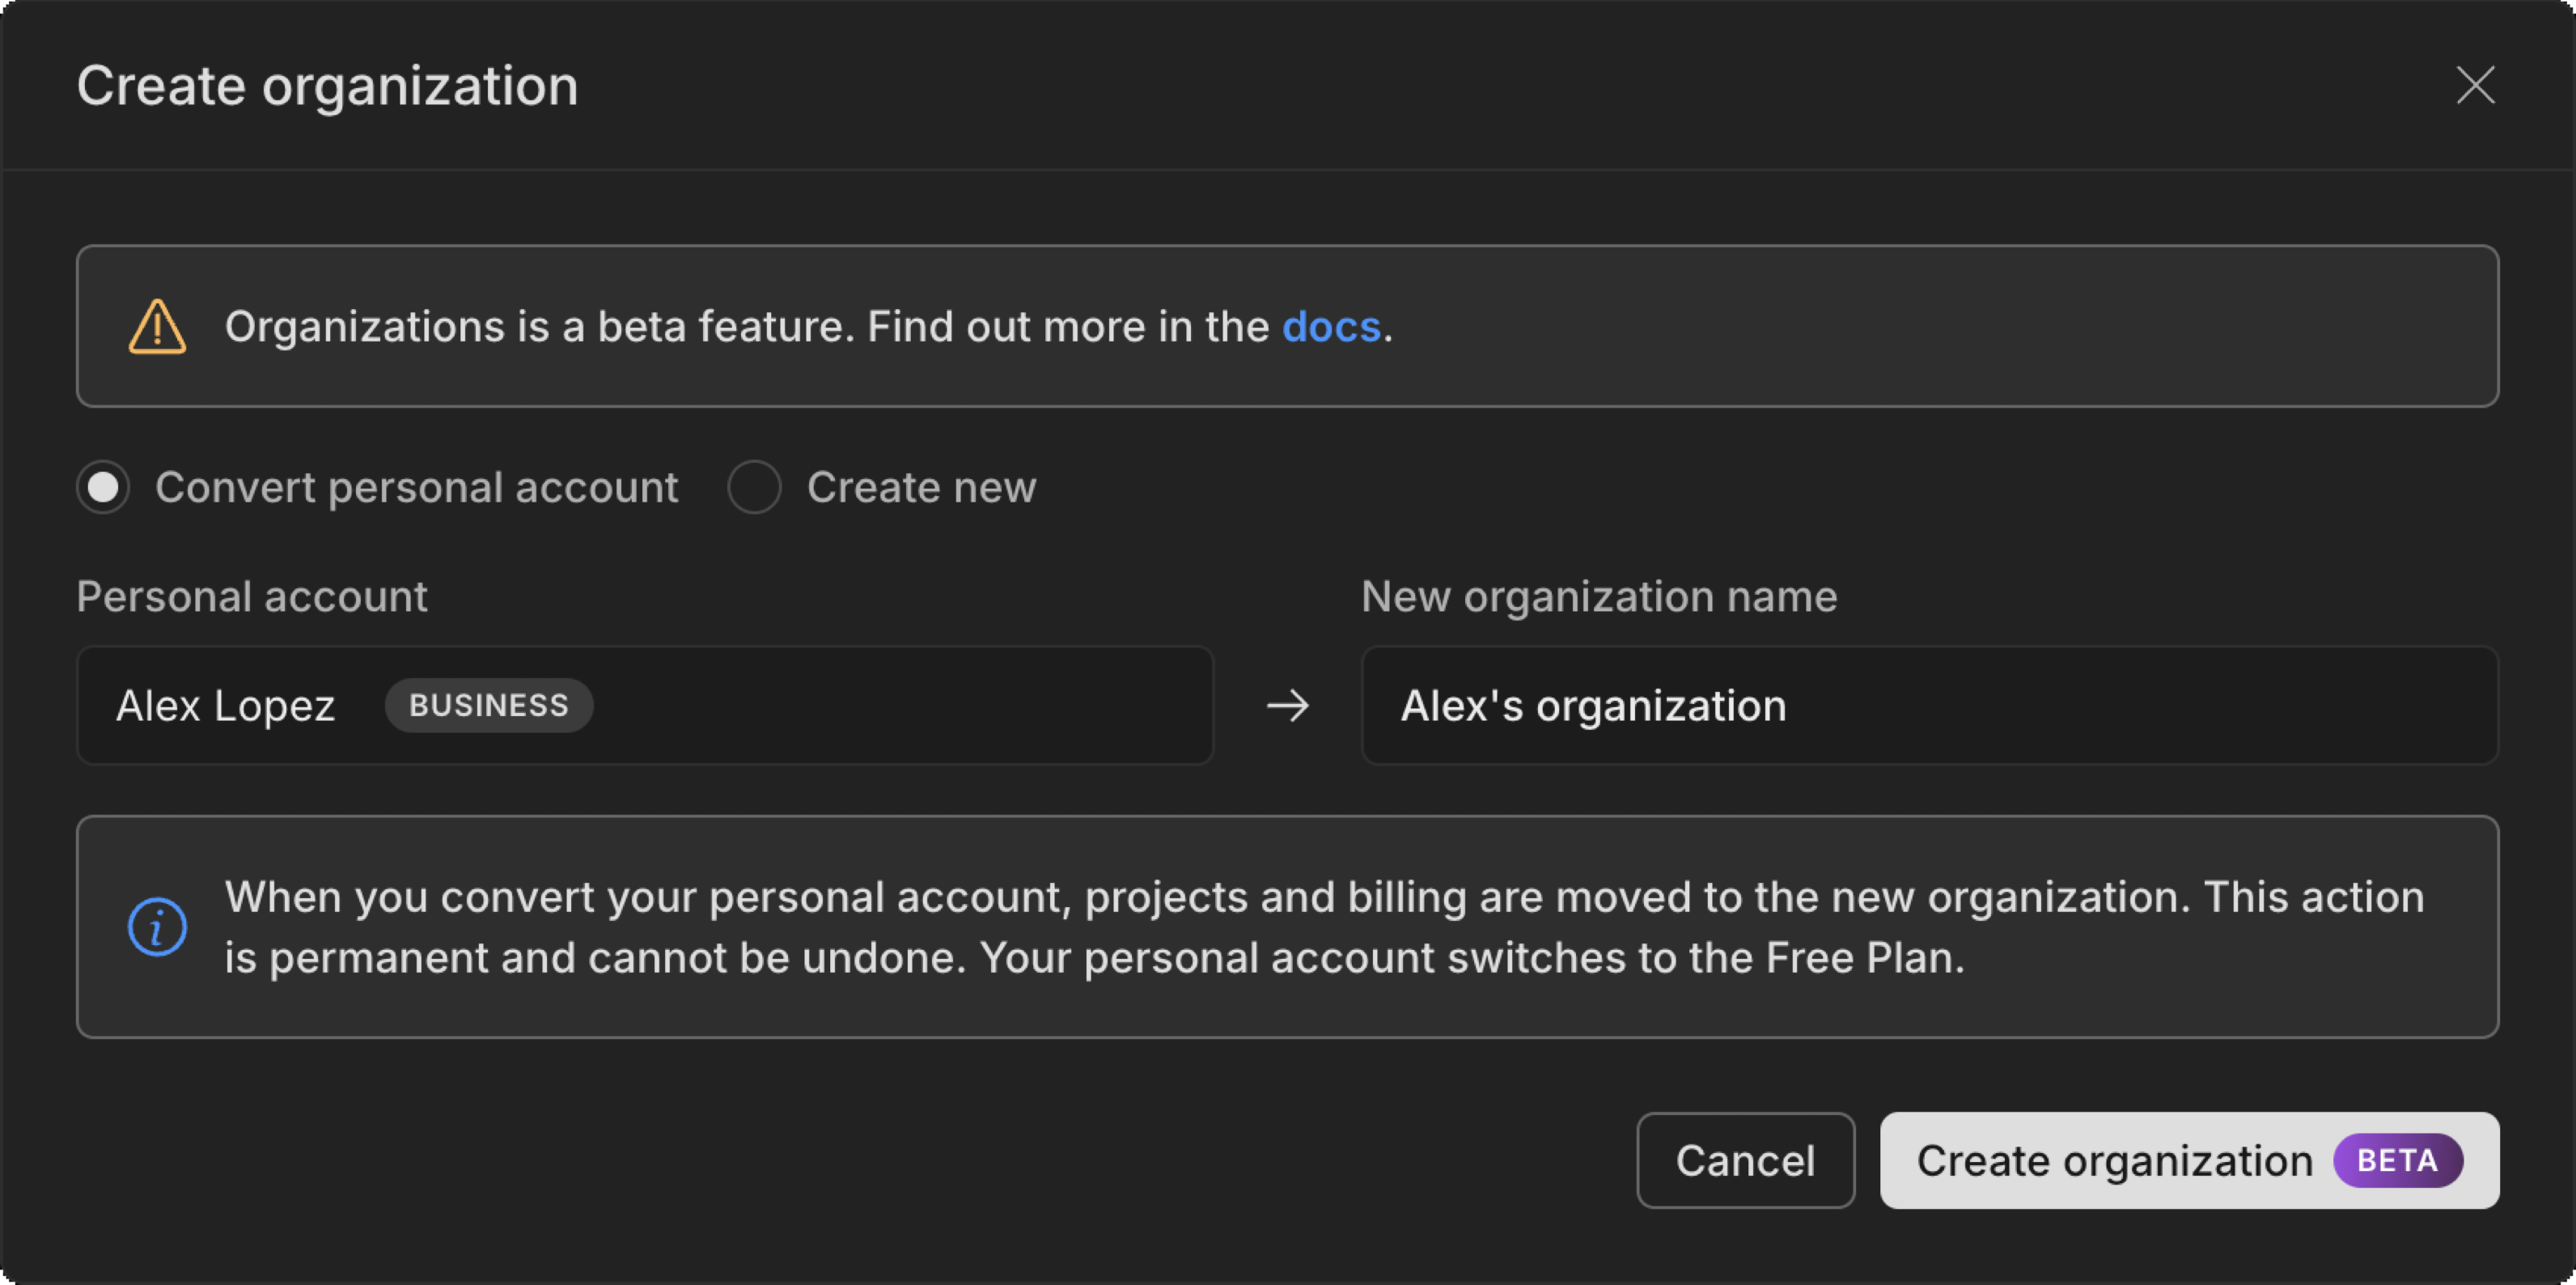 Create organization
Organizations is a beta feature. Find out more in the docs.
Convert personal account
Create new
Personal account
New organization name
Alex Lopez BUSINESS
Alex's organization
When you convert your personal account, projects and billing are moved to the new organization. This action
is permanent and cannot be undone. Your personal account switches to the Free Plan.
Cancel
Create organization BETA